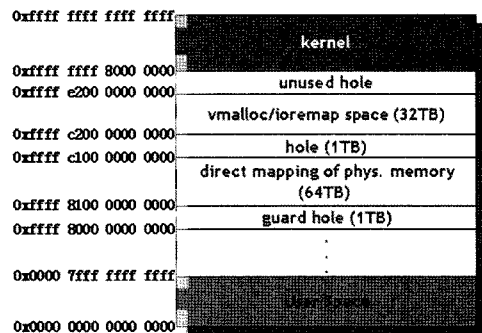 0xffff ffff ffff ffff
kernel
0xffff ffff 8000 0000
unused hole
0xffff e200 0000 0000
vmalloc/ioremap space (32TB)
0xffff c200 0000 0000
hole (1TB)
0xffff c100 0000 0000
direct mapping of phys. memory
(64TB)
0xffff 8100 0000 0000
guard hole (1TB)
0xffff 8000 0000 0000
0x0000 7fff ffff ffff
User Space
0x0000 0000 0000 0000